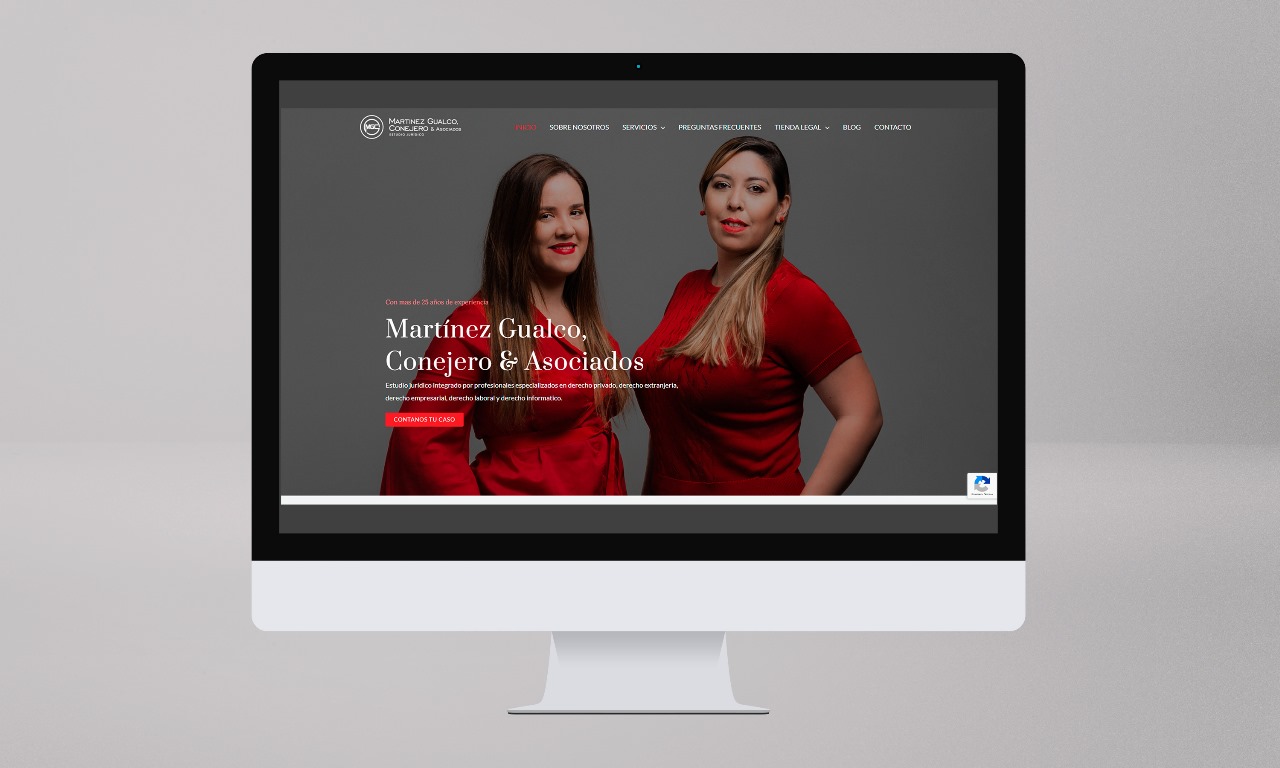 MARTINEZ GUALCO,
CONEJERO & ASOCIADOS
ESTUDIO JURIDICO
MGC
INICIO
SOBRE NOSOTROS
SERVICIOS
PREGUNTAS FRECUENTES
TIENDA LEGAL
BLOG
CONTACTO
Con mas de 25 años de experiencia
Martínez Gualco,
Conejero & Asociados
Estudio jurídico integrado por profesionales especializados en derecho privado, derecho extranjería,
derecho empresarial, derecho laboral y derecho informatico.
CONTANOS TU CASO